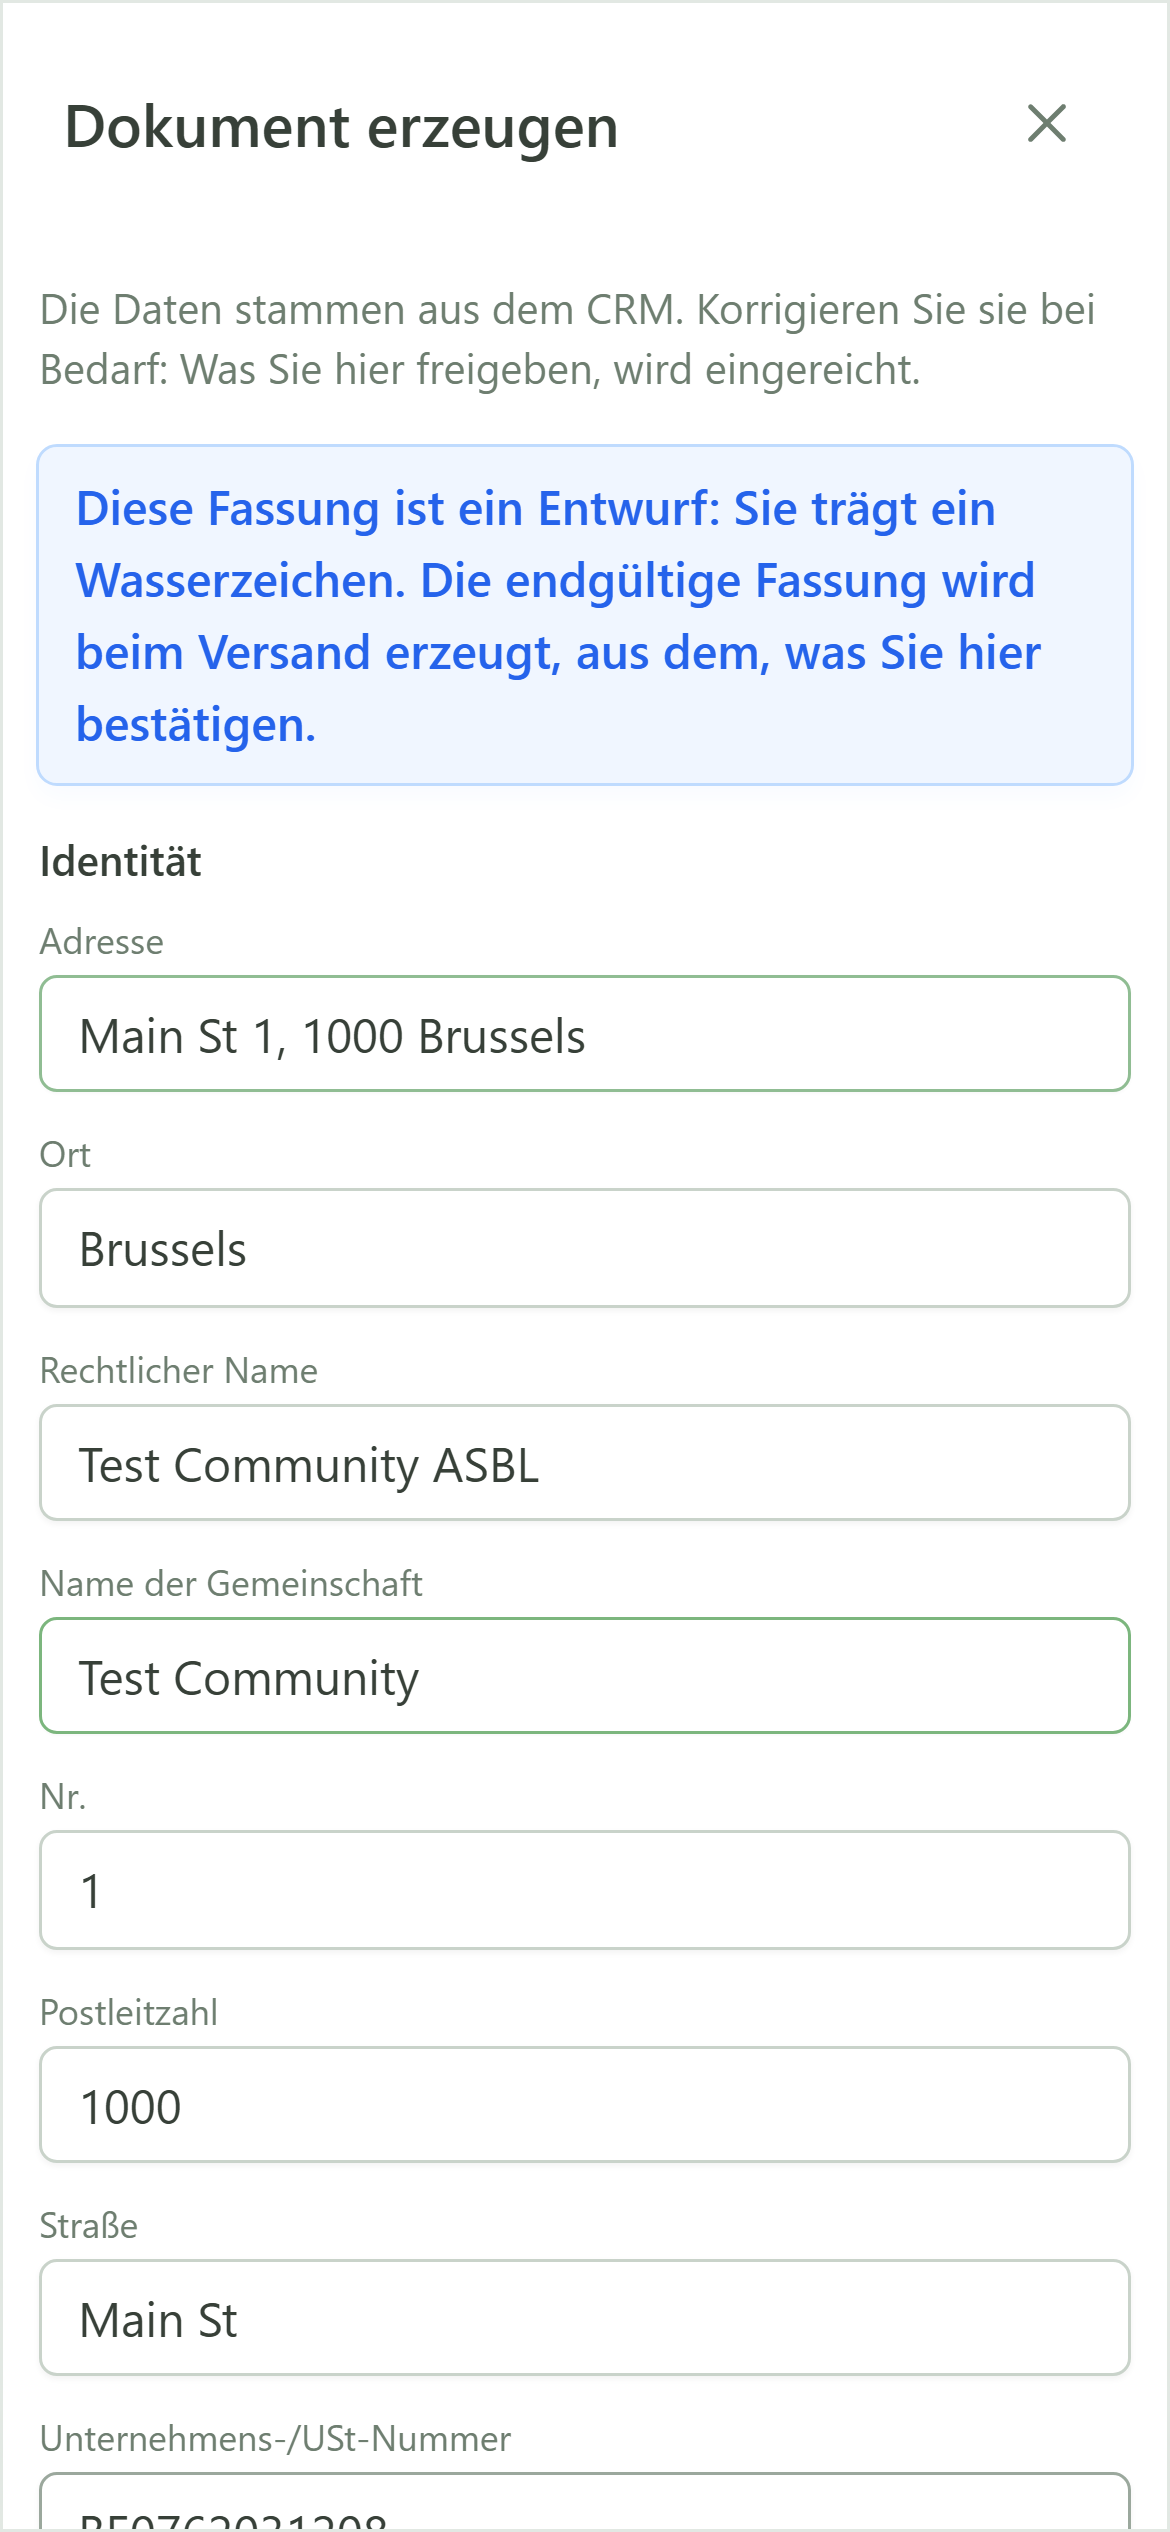 Dokument erzeugen
Die Daten stammen aus dem CRM. Korrigieren Sie sie bei
Bedarf: Was Sie hier freigeben, wird eingereicht.
Diese Fassung ist ein Entwurf: Sie trägt ein
Wasserzeichen. Die endgültige Fassung wird
beim Versand erzeugt, aus dem, was Sie hier
bestätigen.
Identität
Adresse
Main St 1, 1000 Brussels
Ort
Brussels
Rechtlicher Name
Test Community ASBL
Name der Gemeinschaft
Test Community
Nr.
1
Postleitzahl
1000
Straße
Main St
Unternehmens-/USt-Nummer